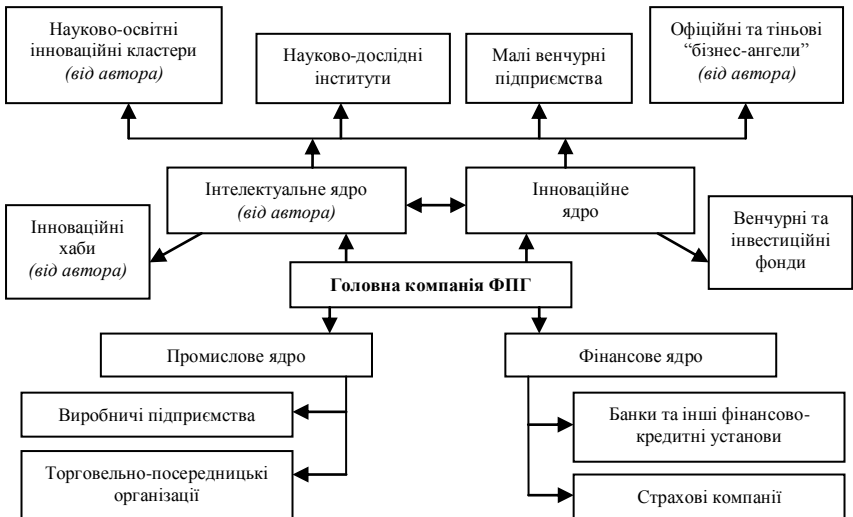 Науково-освітні
інноваційні кластери
(від автора)
Науково-дослідні
інститути
Малі венчурні
підприємства
Офіційні та тіньові
“бізнес-ангели”
(від автора)
Інтелектуальне ядро
(від автора)
Інноваційне
ядро
Інноваційні
хаби
(від автора)
Венчурні та
інвестиційні
фонди
Головна компанія ФПГ
Промислове ядро
Фінансове ядро
Виробничі підприємства
Банки та інші фінансово-
кредитні установи
Торговельно-посередницькі
організації
Страхові компанії